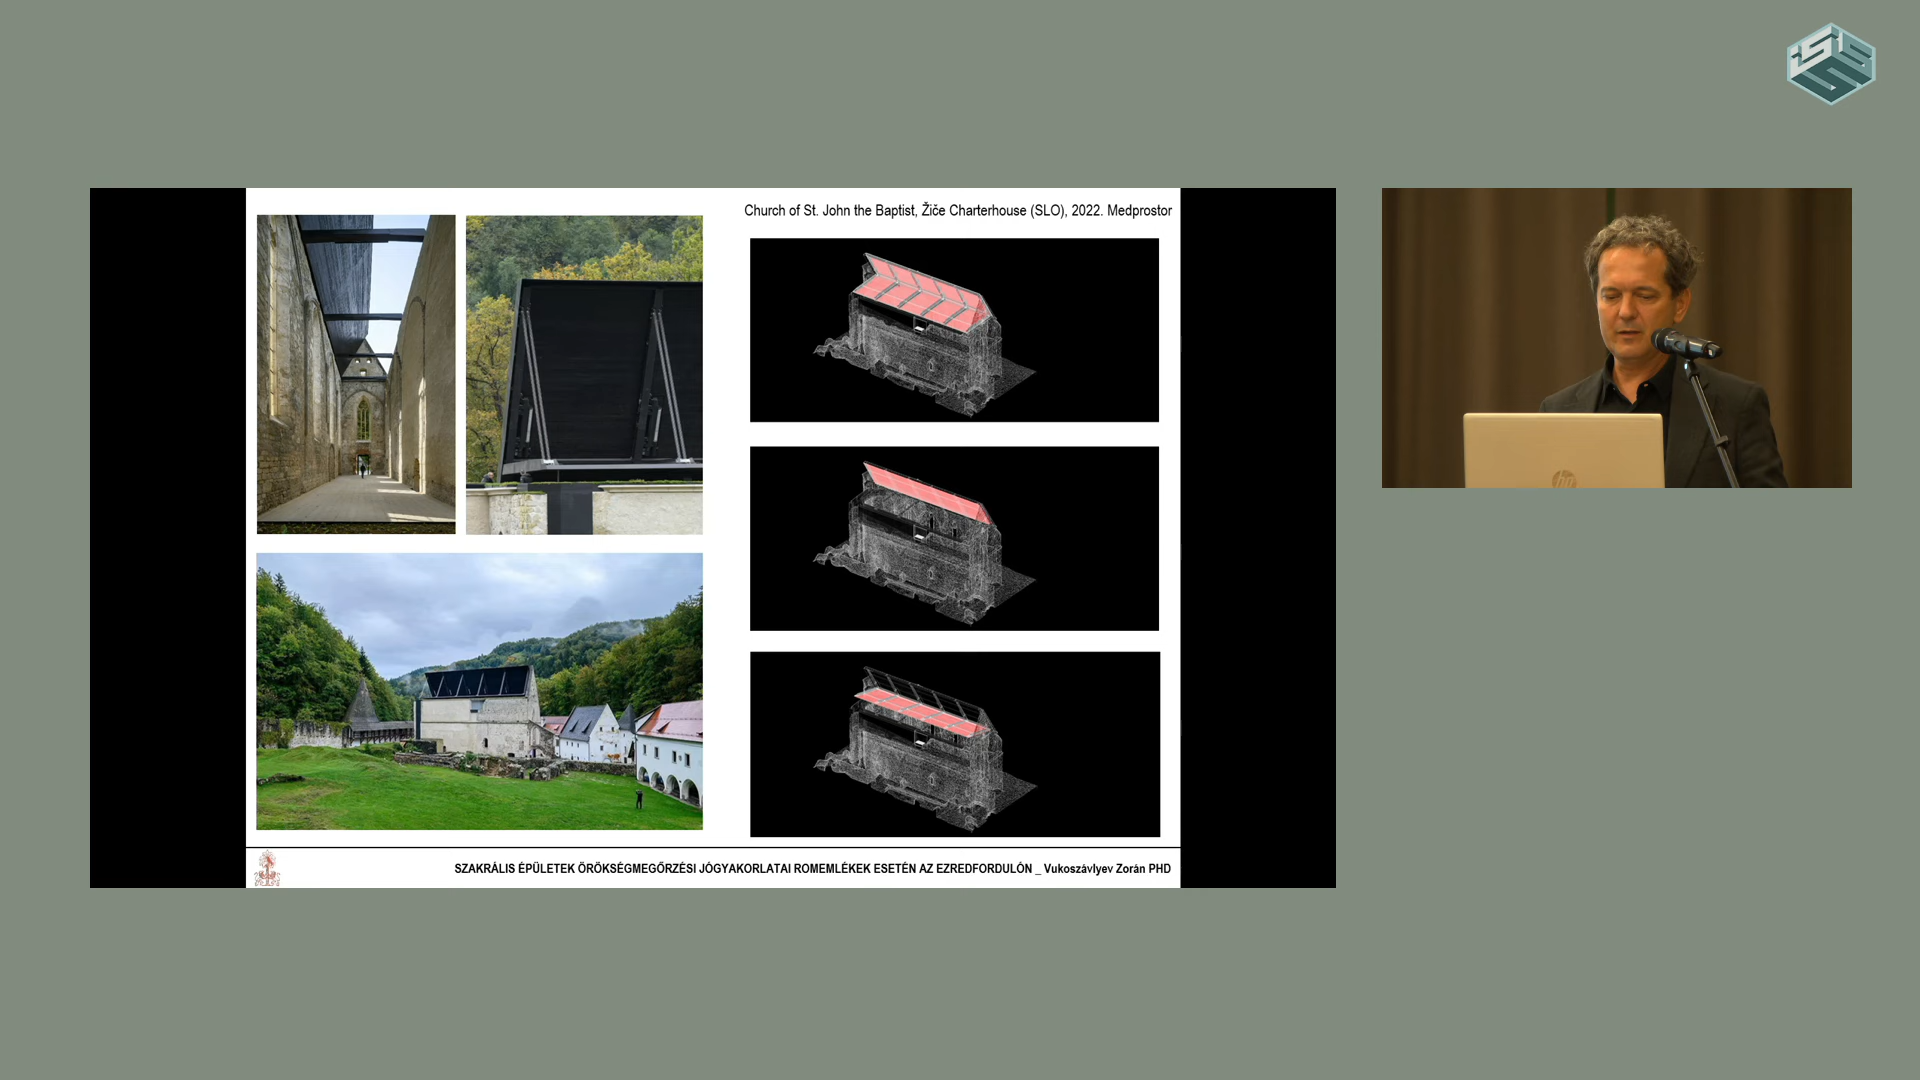 Church of St. John the Baptist, Žiče Charterhouse (SLO), 2022. Medprostor
SZAKRÁLIS ÉPÜLETEK ÖRÖKSÉGMEGŐRZÉSI JÓGYAKORLATAI ROMEMLÉKEK ESETÉN AZ EZREDFORDULÓN _ Vukoszávlyev Zorán PHD
hp